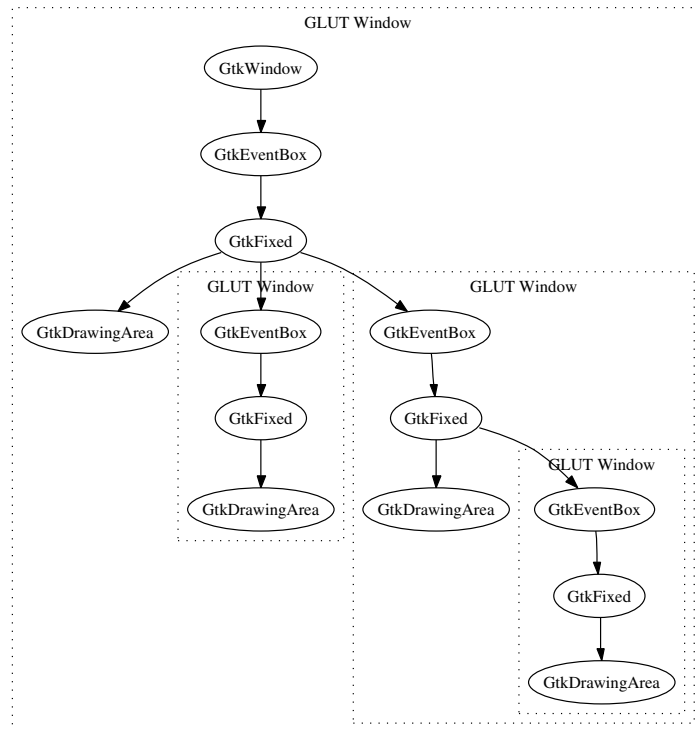 GLUT Window
GtkWindow
GtkEventBox
GtkFixed
GLUT Window
GLUT Window
GtkDrawingArea
GtkEventBox
GtkEventBox
GtkFixed
GtkFixed
GLUT Window
GtkDrawingArea
GtkDrawingArea
GtkEventBox
GtkFixed
GtkDrawingArea